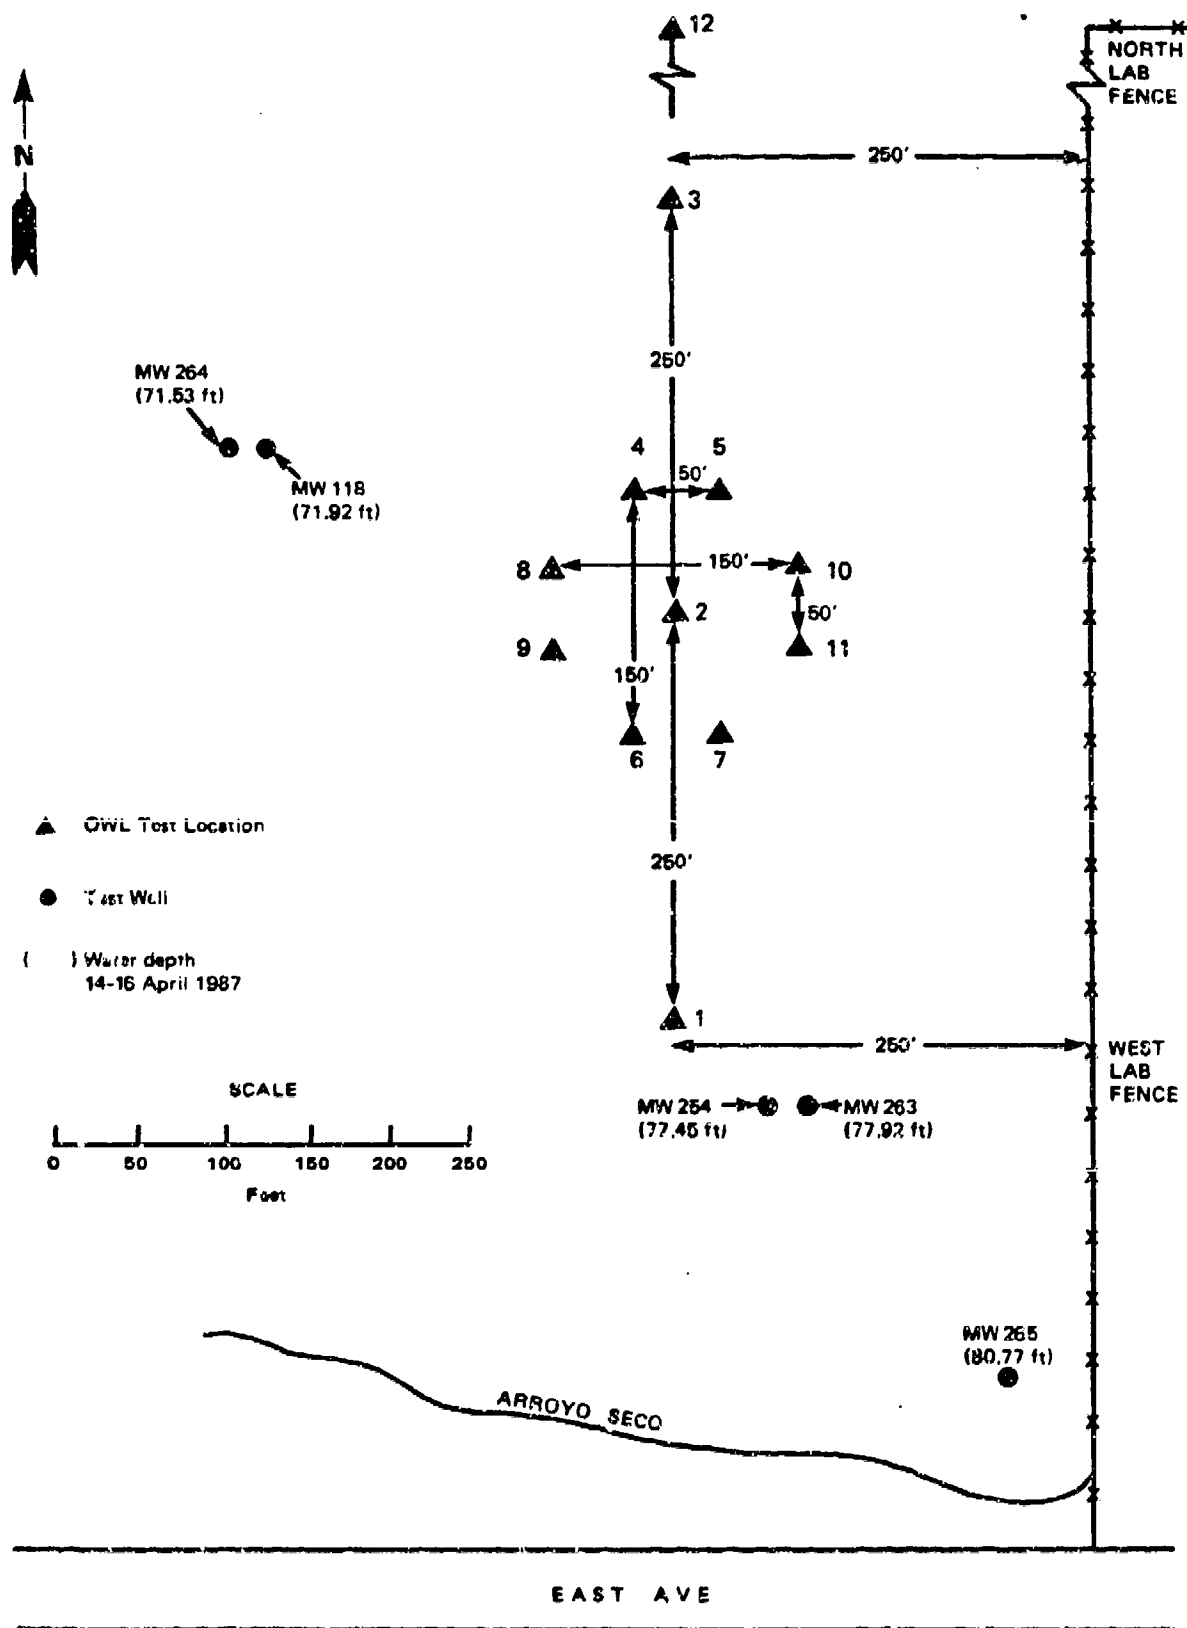 12
NORTH
LAB
FENCE
N
250'
3
250'
MW 264
(71.53 ft)
4
5
50'
MW 118
(71.92 ft)
8
150'
10
2
50'
9
11
150'
6
7
OWL Test Location
250'
Test Well
( ) Water depth
14-16 April 1987
1
250'
WEST
LAB
FENCE
SCALE
MW 254
(77.45 ft)
MW 263
(77.92 ft)
0 50 100 150 200 250
Feet
MW 265
(80.77 ft)
ARROYO SECO
EAST AVE